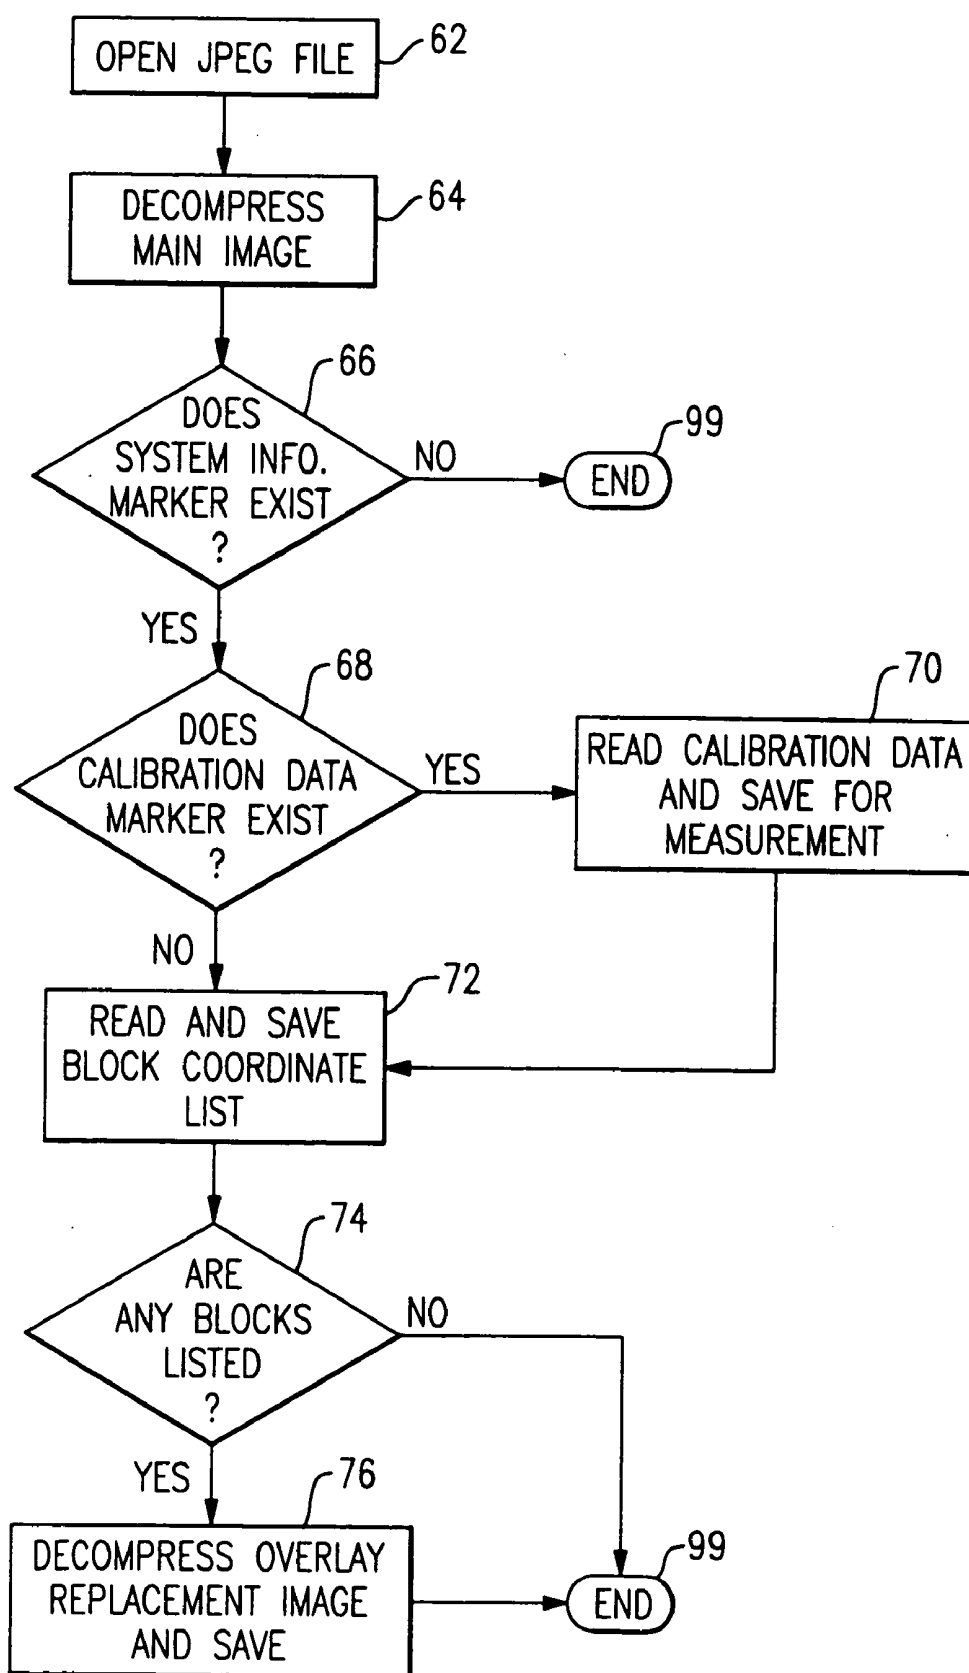 OPEN JPEG FILE
62
DECOMPRESS
MAIN IMAGE
64
66
DOES
SYSTEM INFO.
MARKER EXIST
?
NO
99
END
YES
68
DOES
CALIBRATION DATA
MARKER EXIST
?
YES
70
READ CALIBRATION DATA
AND SAVE FOR
MEASUREMENT
NO
72
READ AND SAVE
BLOCK COORDINATE
LIST
74
ARE
ANY BLOCKS
LISTED
?
NO
YES
76
DECOMPRESS OVERLAY
REPLACEMENT IMAGE
AND SAVE
99
END